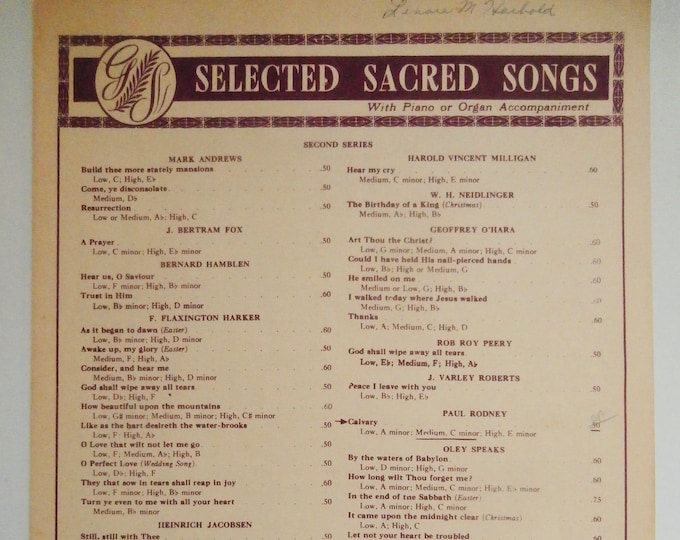 Lenore M Harbold
GS
SELECTED SACRED SONGS
With Piano or Organ Accompaniment
SECOND SERIES
MARK ANDREWS
Build thee more stately mansions .50
Low, C; High, E♭
Come, ye disconsolate .50
Medium, D♭
Resurrection .50
Low or Medium, A♭; High, C
J. BERTRAM FOX
A Prayer .50
Low, C minor; High, E♭ minor
BERNARD HAMBLEN
Hear us, O Saviour .50
Low, F minor; High, B♭ minor
Trust in Him .60
Low, B♭ minor; High, D minor
F. FLAXINGTON HARKER
As it began to dawn (Easter) .60
Low, B♭ minor; High, D minor
Awake up, my glory (Easter) .50
Medium, F; High, A♭
Consider, and hear me .60
Medium, B♭ minor; High, D minor
God shall wipe away all tears .50
Low, D♭; High, F
How beautiful upon the mountains .60
Low, G♯ minor; Medium, B minor; High, C♯ minor
Like as the hart desireth the water-brooks .50
Low, F; High, A♭
O Love that wilt not let me go .50
Low, F; Medium, A♭; High, B
O Perfect Love (Wedding Song) .50
Low, D♭; High, F
They that sow in tears shall reap in joy .60
Low, F minor; High, B♭ minor
Turn ye even to me with all your heart .50
Medium, B♭ minor
HEINRICH JACOBSEN
Still, still with Thee .50
HAROLD VINCENT MILLIGAN
Hear my cry .60
Medium, C minor; High, E minor
W. H. NEIDLINGER
The Birthday of a King (Christmas) .50
Medium, A♭; High, B♭
GEOFFREY O'HARA
Art Thou the Christ? .60
Low, G minor; Medium, A minor; High, C minor
Could I have held His nail-pierced hands .60
Low, B♭; High or Medium, G
He smiled on me .60
Medium or Low, G; High, B♭
I walked today where Jesus walked .60
Medium, G; High, B♭
Thanks .60
Low, A; Medium, C; High, D
ROB ROY PEERY
God shall wipe away all tears .50
Low, E♭; Medium, F; High, A♭
J. VARLEY ROBERTS
Peace I leave with you .50
Low, B♭; High, E♭
PAUL RODNEY
Calvary .50
Low, A minor; Medium, C minor; High, E minor
OLEY SPEAKS
By the waters of Babylon .60
Low, D minor; High, G minor
How long wilt Thou forget me? .60
Low, A minor; Medium, C minor; High, E♭ minor
In the end of the Sabbath (Easter) .75
Low, A minor; High, C minor
It came upon the midnight clear (Christmas) .60
Low, A; High, C
Let not your heart be troubled .60